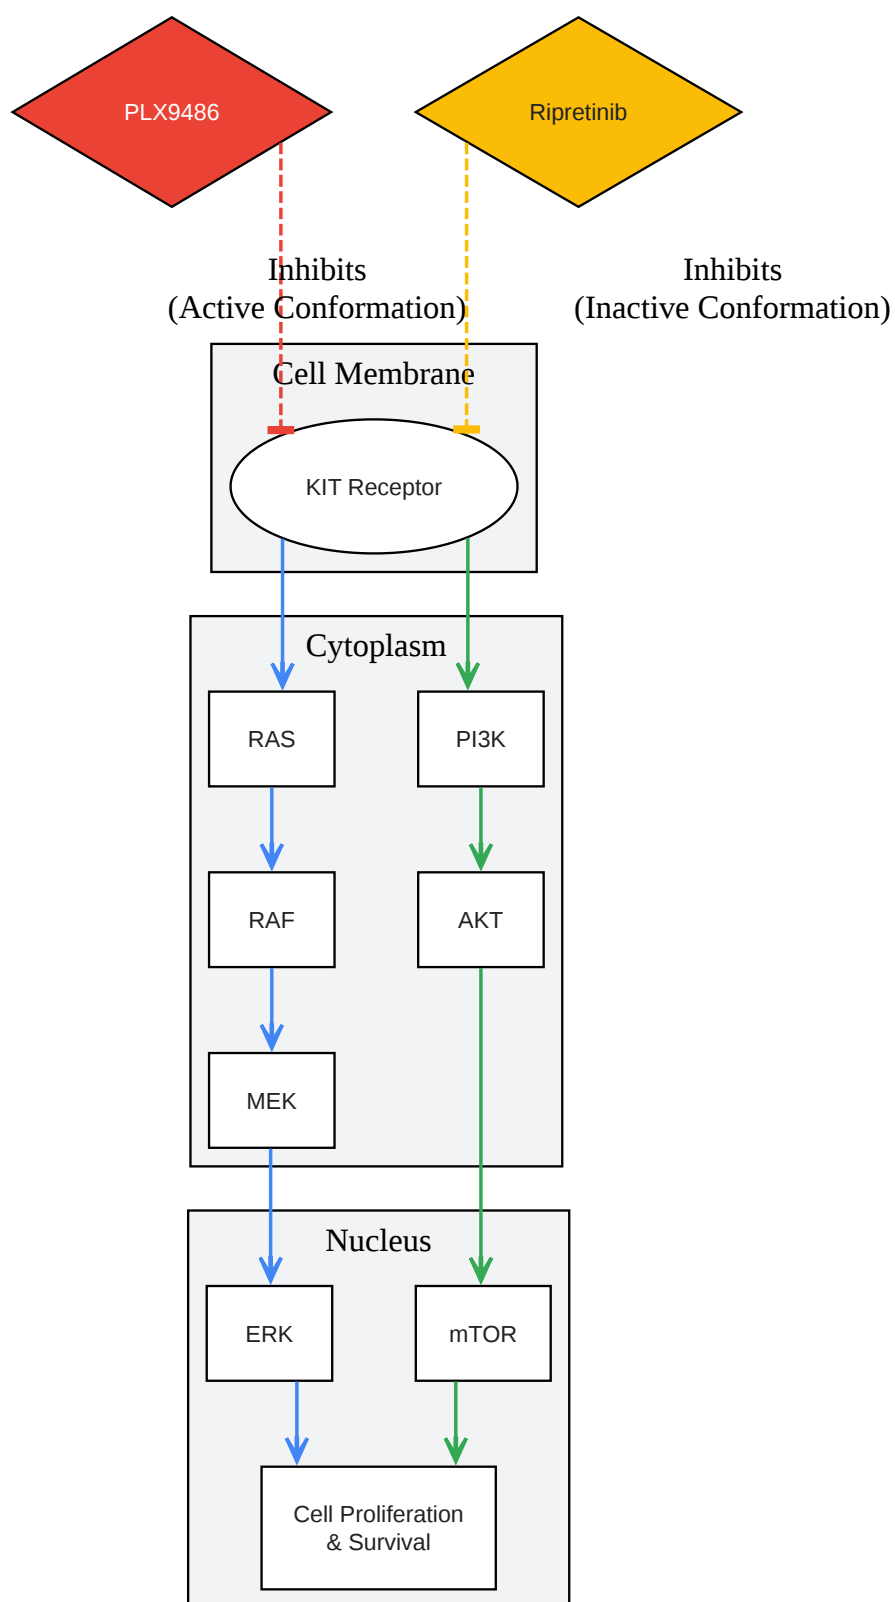 PLX9486
Ripretinib
Inhibits
(Active Conformation)
Inhibits
(Inactive Conformation)
Cell Membrane
KIT Receptor
Cytoplasm
RAS
PI3K
RAF
AKT
MEK
Nucleus
ERK
mTOR
Cell Proliferation
& Survival